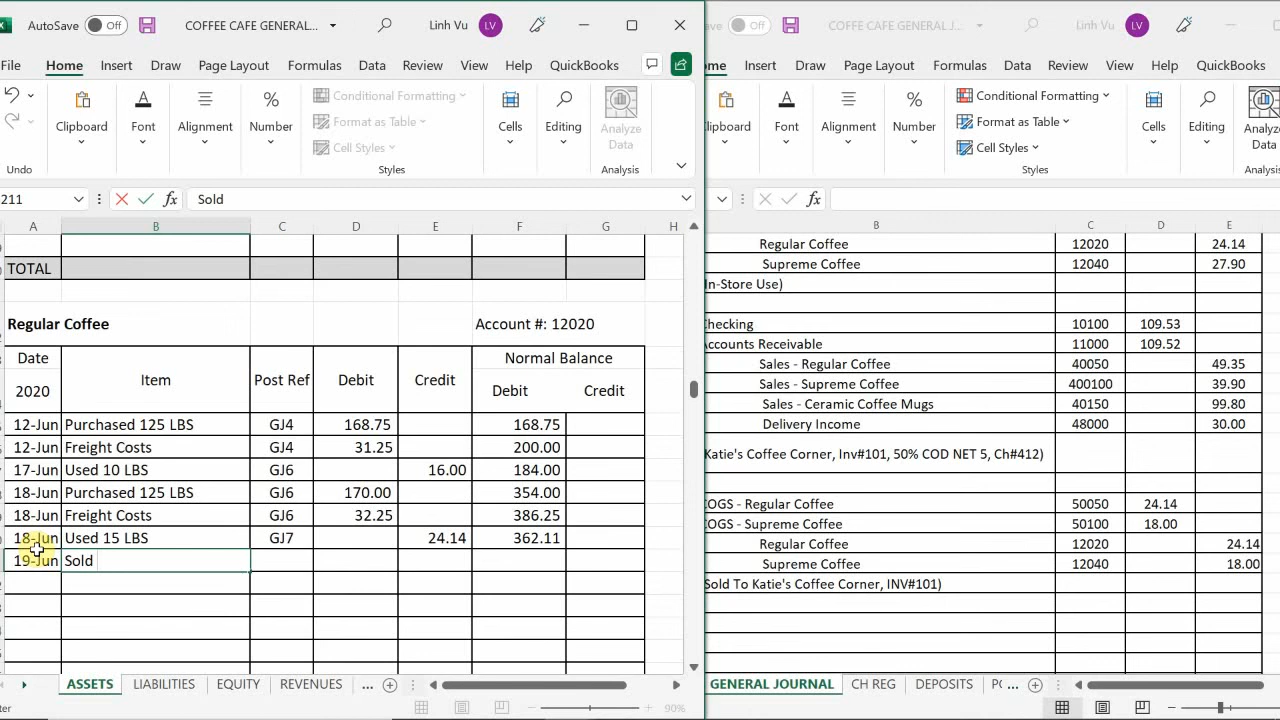 AutoSave Off COFFEE CAFE GENERAL... Linh Vu LV
File Home Insert Draw Page Layout Formulas Data Review View Help QuickBooks
Clipboard Font Alignment Number Conditional Formatting Format as Table Cell Styles Cells Editing Analyze Data
Undo Styles Analysis
211 fx Sold
A B C D E F G H
TOTAL
Regular Coffee Account #: 12020
Date Item Post Ref Debit Credit Normal Balance
2020 Debit Credit
12-Jun Purchased 125 LBS GJ4 168.75 168.75
12-Jun Freight Costs GJ4 31.25 200.00
17-Jun Used 10 LBS GJ6 16.00 184.00
18-Jun Purchased 125 LBS GJ6 170.00 354.00
18-Jun Freight Costs GJ6 32.25 386.25
18-Jun Used 15 LBS GJ7 24.14 362.11
19-Jun Sold
ASSETS LIABILITIES EQUITY REVENUES ...
ter 90%
ave Off COFFE CAFE GENERAL J... Linh Vu LV
ome Insert Draw Page Layout Formulas Data Review View Help QuickBooks
lipboard Font Alignment Number Conditional Formatting Format as Table Cell Styles Cells Editing Analyze Data
Styles Analysis
fx
B C D E
Regular Coffee 12020 24.14
Supreme Coffee 12040 27.90
In-Store Use)
Checking 10100 109.53
Accounts Receivable 11000 109.52
Sales - Regular Coffee 40050 49.35
Sales - Supreme Coffee 400100 39.90
Sales - Ceramic Coffee Mugs 40150 99.80
Delivery Income 48000 30.00
Katie's Coffee Corner, Inv#101, 50% COD NET 5, Ch#412)
COGS - Regular Coffee 50050 24.14
COGS - Supreme Coffee 50100 18.00
Regular Coffee 12020 24.14
Supreme Coffee 12040 18.00
Sold To Katie's Coffee Corner, INV#101)
GENERAL JOURNAL CH REG DEPOSITS PC ...